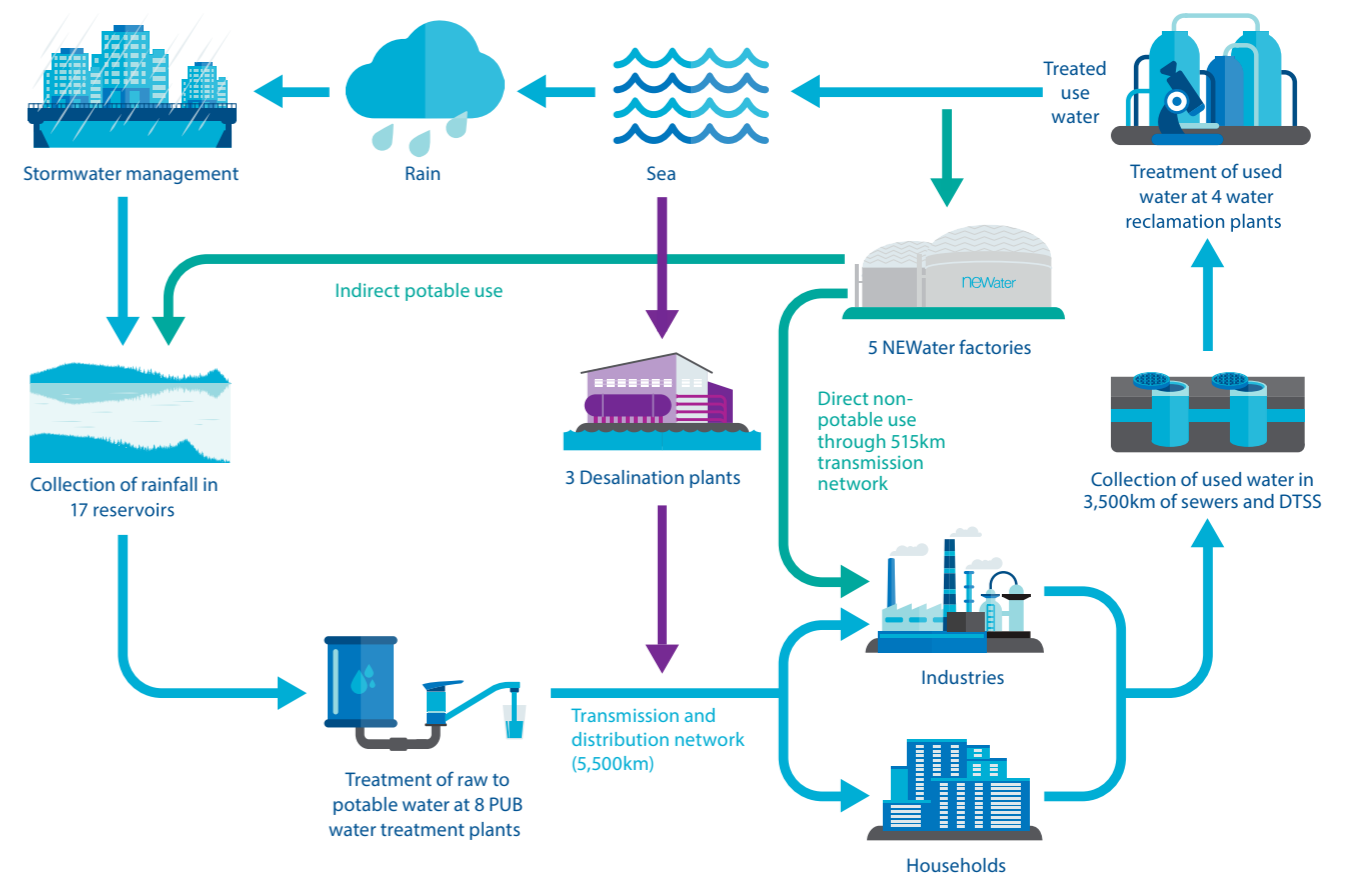 Treated
use
water
Stormwater management
Rain
Sea
Treatment of used
water at 4 water
reclamation plants
Indirect potable use
NEWater
5 NEWater factories
Direct non-
potable use
through 515km
transmission
network
Collection of rainfall in
17 reservoirs
3 Desalination plants
Collection of used water in
3,500km of sewers and DTSS
Industries
Transmission and
distribution network
(5,500km)
Treatment of raw to
potable water at 8 PUB
water treatment plants
Households